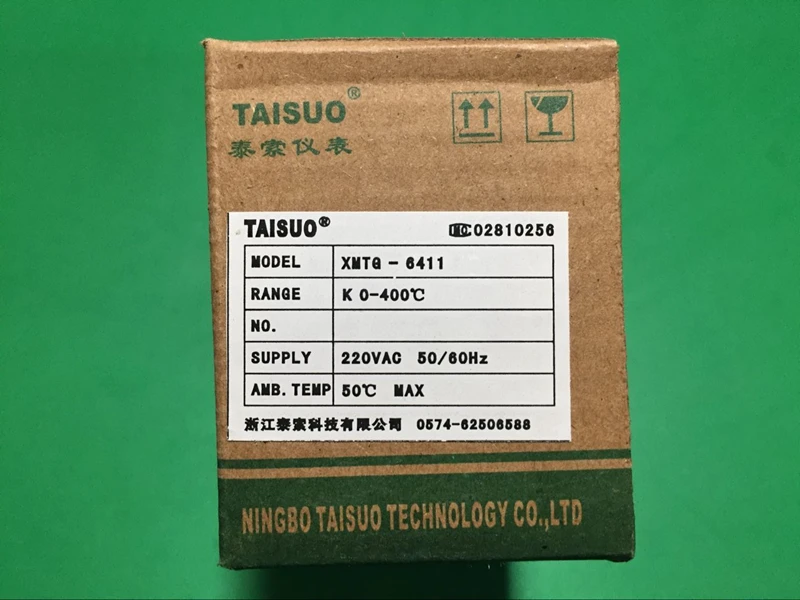 TAISUO®
泰索仪表
TAISUO® MC02810256
MODEL XMTG - 6411
RANGE K 0-400℃
NO.
SUPPLY 220VAC 50/60Hz
AMB.TEMP 50℃ MAX
浙江泰索科技有限公司 0574-62506588
NINGBO TAISUO TECHNOLOGY CO.,LTD